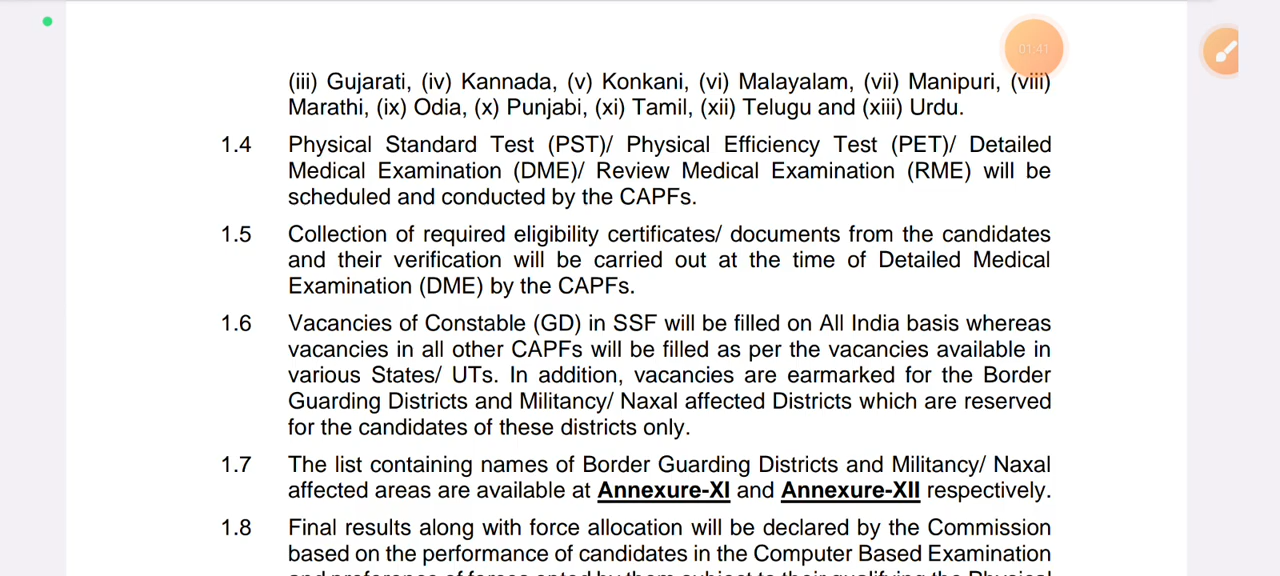 01:41
(iii) Gujarati, (iv) Kannada, (v) Konkani, (vi) Malayalam, (vii) Manipuri, (viii)
Marathi, (ix) Odia, (x) Punjabi, (xi) Tamil, (xii) Telugu and (xiii) Urdu.
1.4 Physical Standard Test (PST)/ Physical Efficiency Test (PET)/ Detailed
Medical Examination (DME)/ Review Medical Examination (RME) will be
scheduled and conducted by the CAPFs.
1.5 Collection of required eligibility certificates/ documents from the candidates
and their verification will be carried out at the time of Detailed Medical
Examination (DME) by the CAPFs.
1.6 Vacancies of Constable (GD) in SSF will be filled on All India basis whereas
vacancies in all other CAPFs will be filled as per the vacancies available in
various States/ UTs. In addition, vacancies are earmarked for the Border
Guarding Districts and Militancy/ Naxal affected Districts which are reserved
for the candidates of these districts only.
1.7 The list containing names of Border Guarding Districts and Militancy/ Naxal
affected areas are available at Annexure-XI and Annexure-XII respectively.
1.8 Final results along with force allocation will be declared by the Commission
based on the performance of candidates in the Computer Based Examination